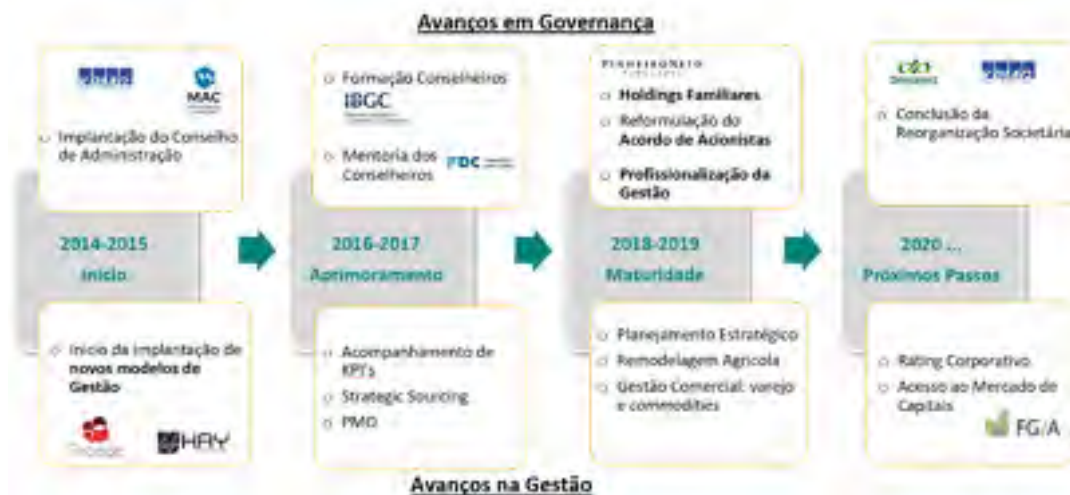 Avanços em Governança
MAC
Implantação do Conselho
de Administração
Formação Conselheiros
IBGC
Mentoria dos
Conselheiros
FDC
PINHEIRONETO
Holdings Familiares
Reformulação do
Acordo de Acionistas
Profissionalização da
Gestão
Conclusão da
Reorganização Societária
2014-2015
Início
2016-2017
Aprimoramento
2018-2019
Maturidade
2020 ...
Próximos Passos
Início da implantação de
novos modelos de
Gestão
HAY
Acompanhamento de
KPI's
Strategic Sourcing
PMO
Planejamento Estratégico
Remodelagem Agrícola
Gestão Comercial: varejo
e commodities
Rating Corporativo
Acesso ao Mercado de
Capitais
FG/A
Avanços na Gestão